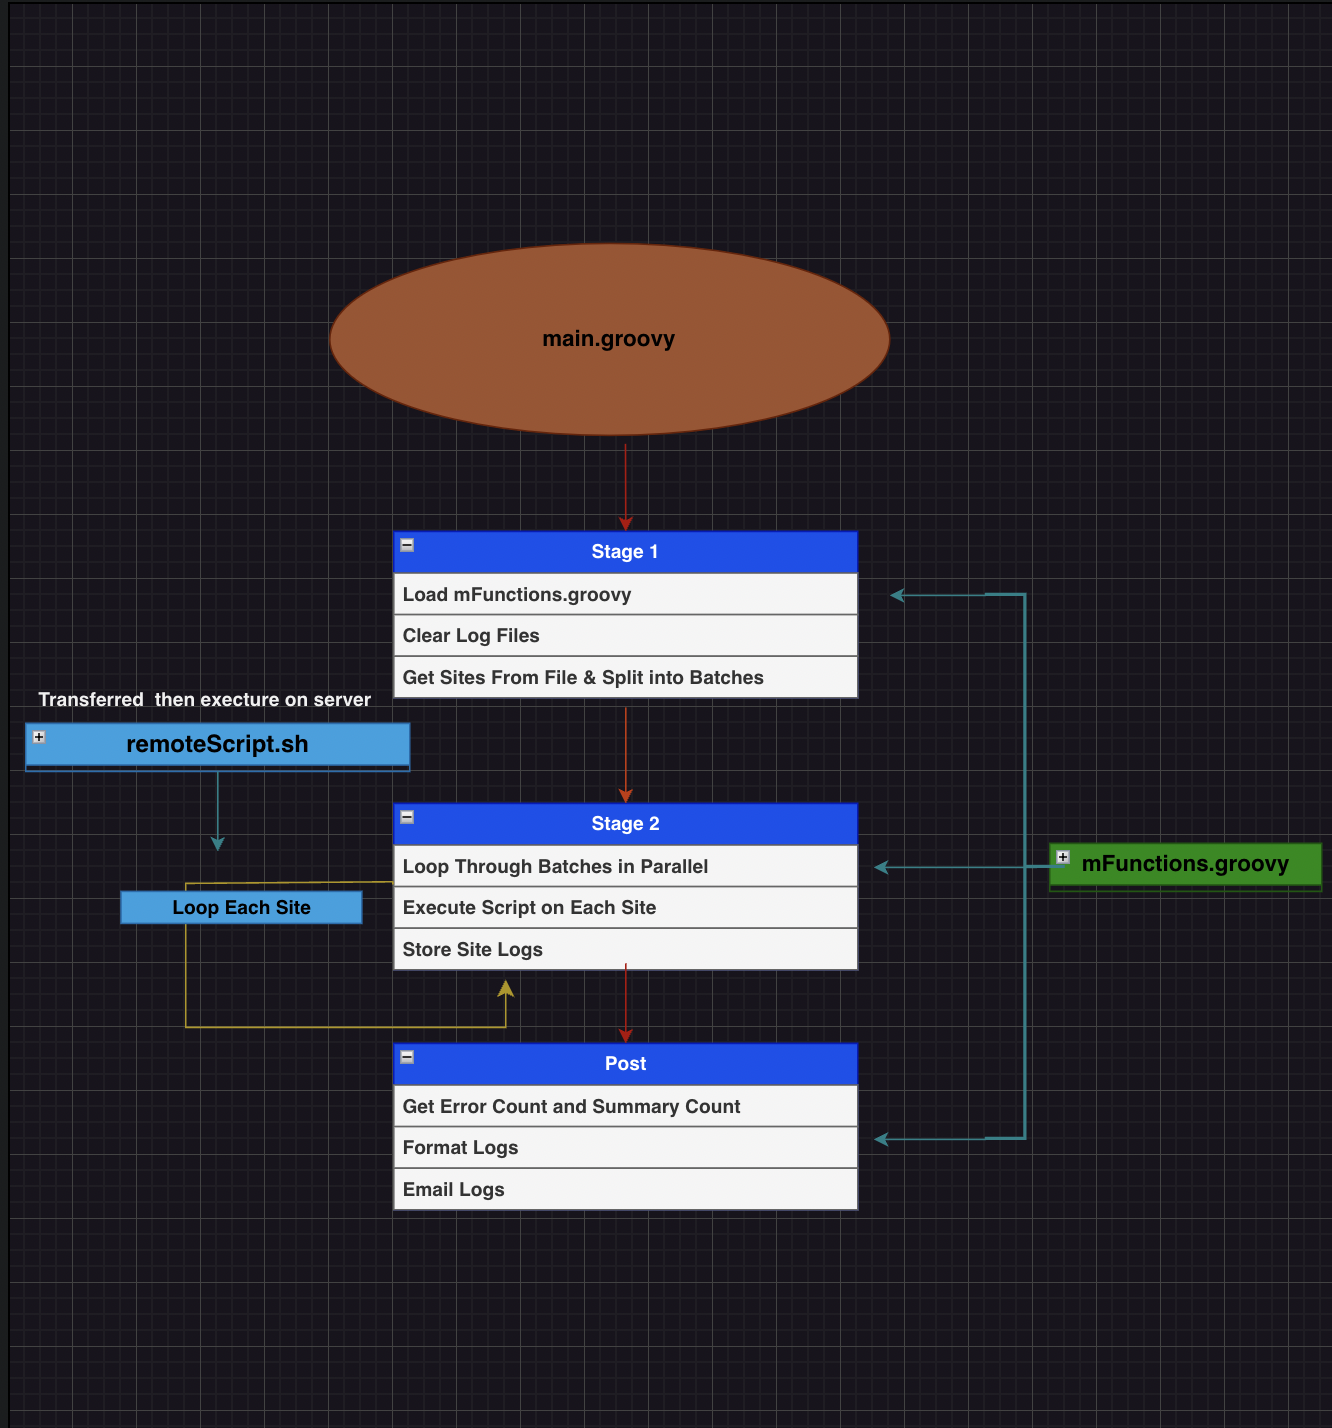 main.groovy
Stage 1
Load mFunctions.groovy
Clear Log Files
Get Sites From File & Split into Batches
Transferred  then execture on server
remoteScript.sh
Stage 2
Loop Through Batches in Parallel
Execute Script on Each Site
Store Site Logs
Loop Each Site
mFunctions.groovy
Post
Get Error Count and Summary Count
Format Logs
Email Logs